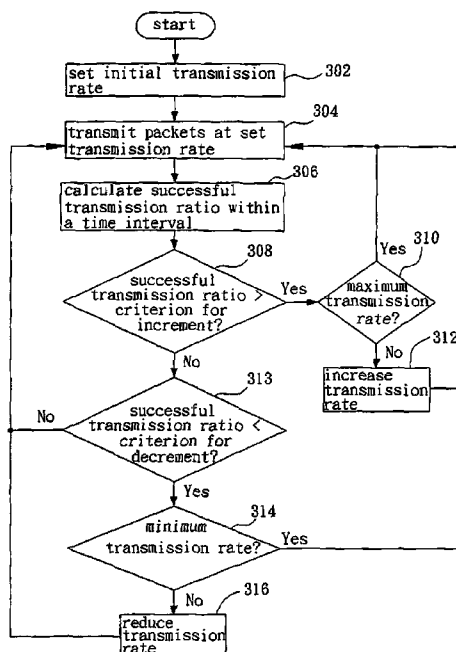 start
set initial transmission
rate
302
304
transmit packets at set
transmission rate
306
calculate successful
transmission ratio within
a time interval
308
successful
transmission ratio >
criterion for
increment?
Yes
Yes
310
maximum
transmission
rate?
No
312
increase
transmission
rate
No
313
No
successful
transmission ratio <
criterion for
decrement?
Yes
314
minimum
transmission rate?
Yes
No
316
reduce
transmission
rate